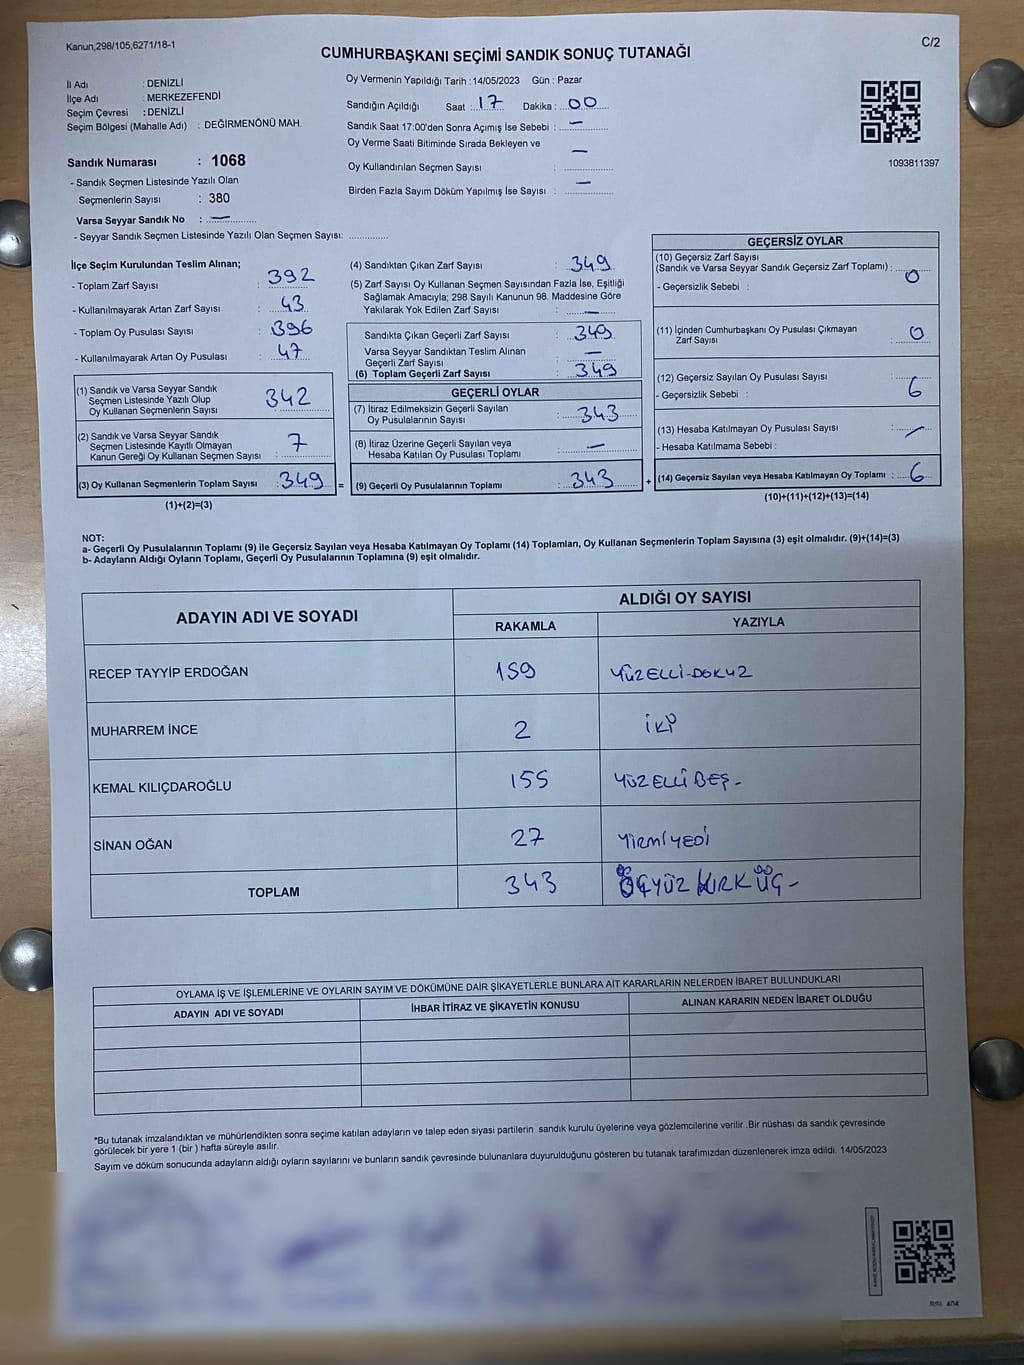 Kanun,298/105;6271/18-1
C/2
CUMHURBAŞKANI SEÇİMİ SANDIK SONUÇ TUTANAĞI
İl Adı : DENİZLİ
İlçe Adı : MERKEZEFENDİ
Seçim Çevresi : DENİZLİ
Seçim Bölgesi (Mahalle Adı) : DEĞİRMENÖNÜ MAH.
Sandık Numarası : 1068
- Sandık Seçmen Listesinde Yazılı Olan
Seçmenlerin Sayısı : 380
Varsa Seyyar Sandık No : —
- Seyyar Sandık Seçmen Listesinde Yazılı Olan Seçmen Sayısı: ..............
Oy Vermenin Yapıldığı Tarih : 14/05/2023 Gün : Pazar
Sandığın Açıldığı Saat : 17 Dakika : 00
Sandık Saat 17:00'den Sonra Açımış İse Sebebi : —
Oy Verme Saati Bitiminde Sırada Bekleyen ve —
Oy Kullandırılan Seçmen Sayısı :
Birden Fazla Sayım Döküm Yapılmış İse Sayısı : —
1093811397
İlçe Seçim Kurulundan Teslim Alınan;
- Toplam Zarf Sayısı : 392
- Kullanılmayarak Artan Zarf Sayısı : 43
- Toplam Oy Pusulası Sayısı : 396
- Kullanılmayarak Artan Oy Pusulası : 47
(1) Sandık ve Varsa Seyyar Sandık
Seçmen Listesinde Yazılı Olup 342
Oy Kullanan Seçmenlerin Sayısı
(2) Sandık ve Varsa Seyyar Sandık
Seçmen Listesinde Kayıtlı Olmayan 7
Kanun Gereği Oy Kullanan Seçmen Sayısı :
(3) Oy Kullanan Seçmenlerin Toplam Sayısı : 349 =
(1)+(2)=(3)
(4) Sandıktan Çıkan Zarf Sayısı : 349
(5) Zarf Sayısı Oy Kullanan Seçmen Sayısından Fazla İse, Eşitliği
Sağlamak Amacıyla; 298 Sayılı Kanunun 98. Maddesine Göre
Yakılarak Yok Edilen Zarf Sayısı : —
Sandıkta Çıkan Geçerli Zarf Sayısı : 349
Varsa Seyyar Sandıktan Teslim Alınan —
Geçerli Zarf Sayısı :
(6) Toplam Geçerli Zarf Sayısı : 349
GEÇERLİ OYLAR
(7) İtiraz Edilmeksizin Geçerli Sayılan
Oy Pusulalarının Sayısı : 343
(8) İtiraz Üzerine Geçerli Sayılan veya
Hesaba Katılan Oy Pusulası Toplamı : —
(9) Geçerli Oy Pusulalarının Toplamı : 343 +
GEÇERSİZ OYLAR
(10) Geçersiz Zarf Sayısı
(Sandık ve Varsa Seyyar Sandık Geçersiz Zarf Toplamı) : 0
- Geçersizlik Sebebi :
(11) İçinden Cumhurbaşkanı Oy Pusulası Çıkmayan
Zarf Sayısı : 0
(12) Geçersiz Sayılan Oy Pusulası Sayısı : 6
- Geçersizlik Sebebi :
(13) Hesaba Katılmayan Oy Pusulası Sayısı : —
- Hesaba Katılmama Sebebi :
(14) Geçersiz Sayılan veya Hesaba Katılmayan Oy Toplamı : 6
(10)+(11)+(12)+(13)=(14)
NOT:
a- Geçerli Oy Pusulalarının Toplamı (9) ile Geçersiz Sayılan veya Hesaba Katılmayan Oy Toplamı (14) Toplamları, Oy Kullanan Seçmenlerin Toplam Sayısına (3) eşit olmalıdır. (9)+(14)=(3)
b- Adayların Aldığı Oyların Toplamı, Geçerli Oy Pusulalarının Toplamına (9) eşit olmalıdır.
ADAYIN ADI VE SOYADI
ALDIĞI OY SAYISI
RAKAMLA YAZIYLA
RECEP TAYYİP ERDOĞAN 159 YÜZELLİ-DOKUZ
MUHARREM İNCE 2 İKİ
KEMAL KILIÇDAROĞLU 155 YÜZELLİBEŞ-
SİNAN OĞAN 27 YİRMİYEDİ
TOPLAM 343 ÜÇYÜZ KIRK ÜÇ-
OYLAMA İŞ VE İŞLEMLERİNE VE OYLARIN SAYIM VE DÖKÜMÜNE DAİR ŞİKAYETLERLE BUNLARA AİT KARARLARIN NELERDEN İBARET BULUNDUKLARI
ADAYIN ADI VE SOYADI İHBAR İTİRAZ VE ŞİKAYETİN KONUSU ALINAN KARARIN NEDEN İBARET OLDUĞU
*Bu tutanak imzalandıktan ve mühürlendikten sonra seçime katılan adayların ve talep eden siyasi partilerin sandık kurulu üyelerine veya gözlemcilerine verilir .Bir nüshası da sandık çevresinde
görülecek bir yere 1 (bir ) hafta süreyle asılır.
Sayım ve döküm sonucunda adayların aldığı oyların sayılarını ve bunların sandık çevresinde bulunanlara duyurulduğunu gösteren bu tutanak tarafımızdan düzenlenerek imza edildi. 14/05/2023